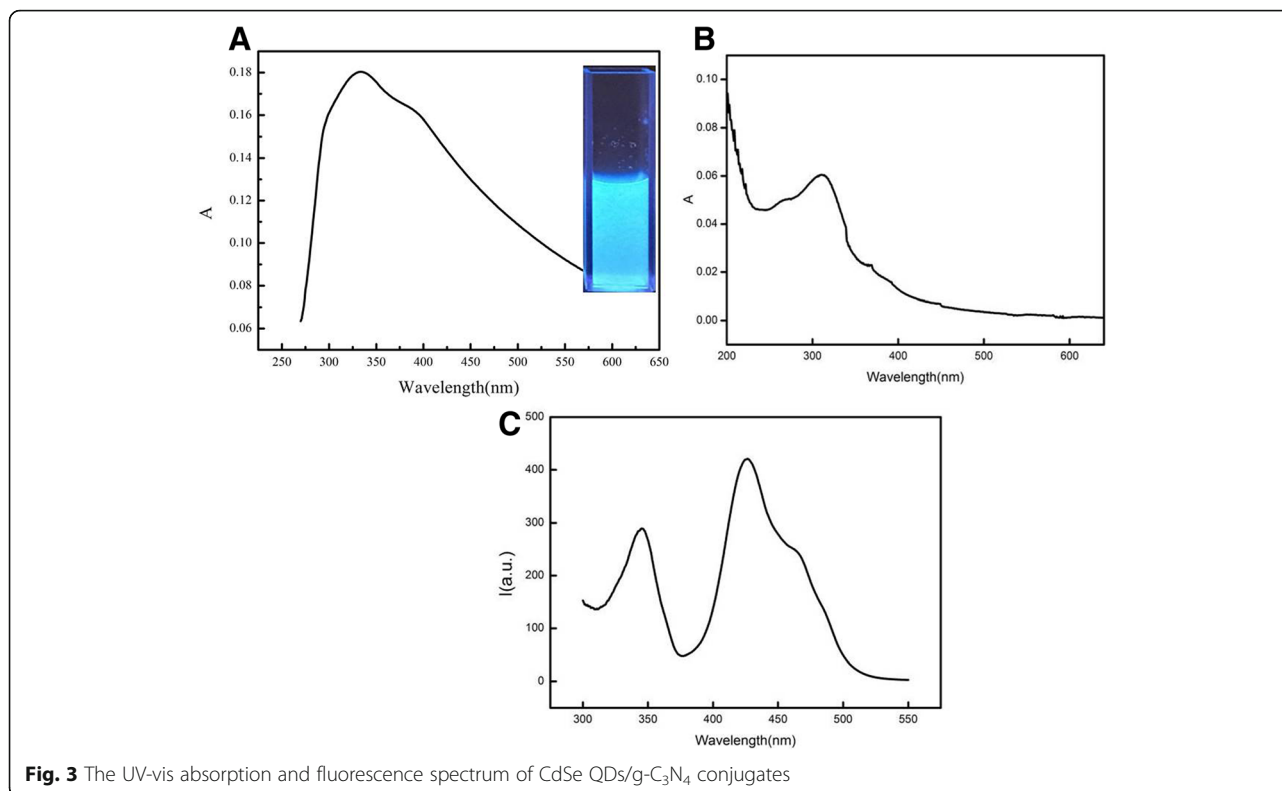 A
0.18
0.16
0.14
A
0.12
0.10
0.08
0.06
250 300 350 400 450 500 550 600 650
Wavelength(nm)
B
0.10
0.08
0.06
A
0.04
0.02
0.00
200 300 400 500 600
Wavelength(nm)
C
500
400
300
I(a.u.)
200
100
0
300 350 400 450 500 550
Wavelength(nm)
Fig. 3 The UV-vis absorption and fluorescence spectrum of CdSe QDs/g-C₃N₄ conjugates